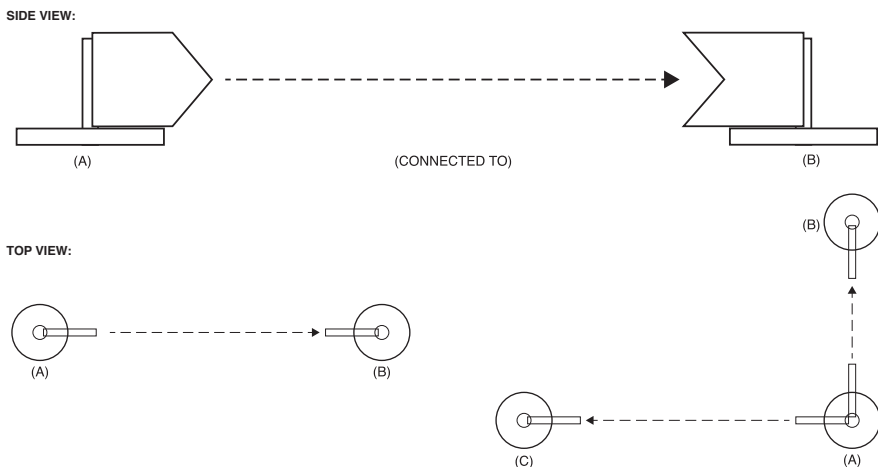 SIDE VIEW:
(A)
(CONNECTED TO)
(B)
TOP VIEW:
(B)
(A)
(B)
(C)
(A)